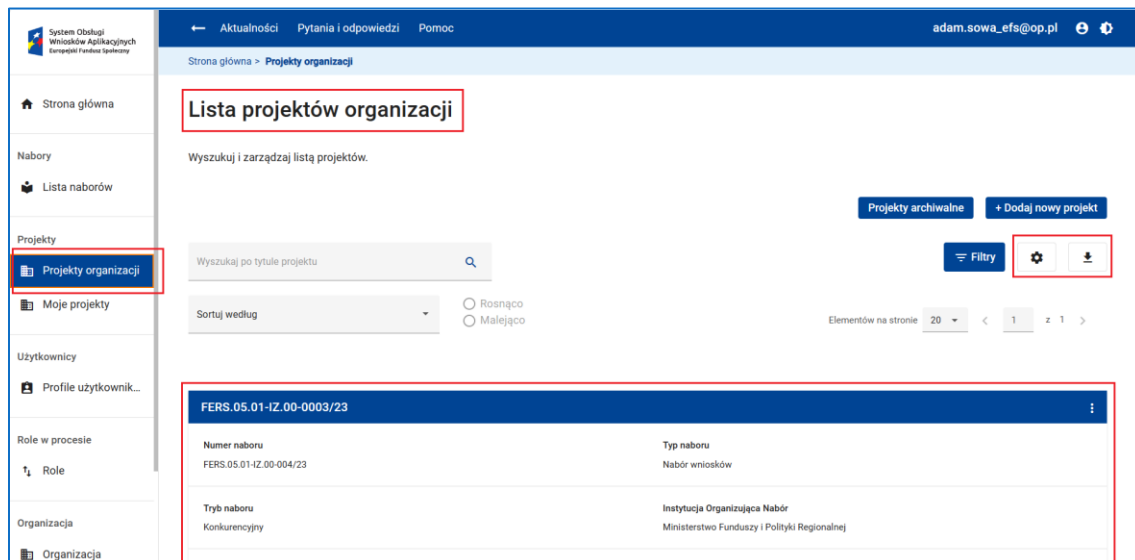 System Obsługi
Wniosków Aplikacyjnych
Europejski Fundusz Społeczny
Aktualności Pytania i odpowiedzi Pomoc
adam.sowa_efs@op.pl
Strona główna > Projekty organizacji
Strona główna
Nabory
Lista naborów
Projekty
Projekty organizacji
Moje projekty
Użytkownicy
Profile użytkownik...
Role w procesie
Role
Organizacja
Organizacja
Lista projektów organizacji
Wyszukuj i zarządzaj listą projektów.
Projekty archiwalne
+ Dodaj nowy projekt
Wyszukaj po tytule projektu
Filtry
Sortuj według
Rosnąco
Malejąco
Elementów na stronie 20 < 1 z 1 >
FERS.05.01-IZ.00-0003/23
Numer naboru
FERS.05.01-IZ.00-004/23
Typ naboru
Nabór wniosków
Tryb naboru
Konkurencyjny
Instytucja Organizująca Nabór
Ministerstwo Funduszy i Polityki Regionalnej